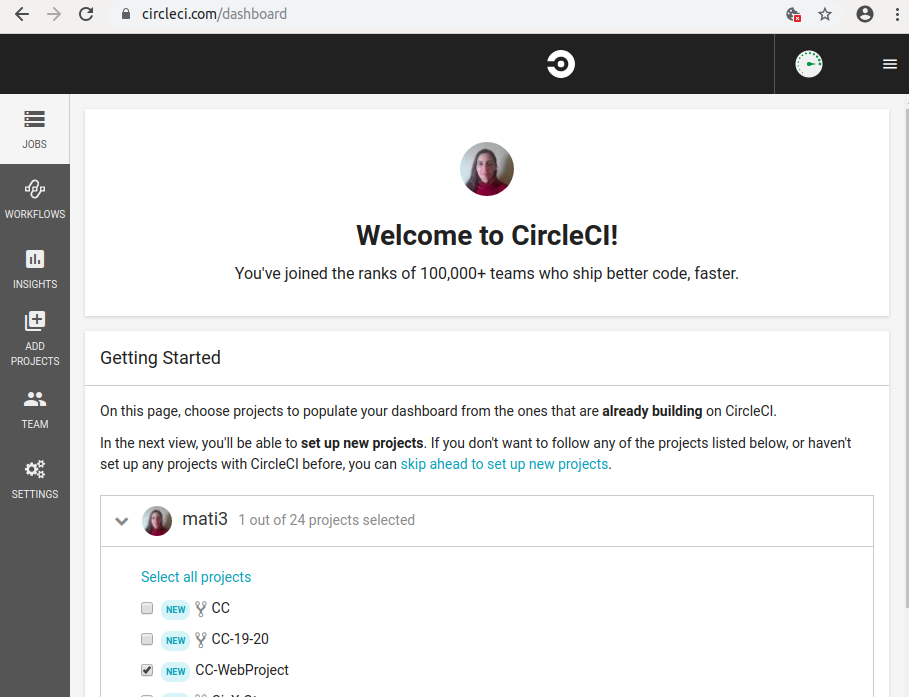 circleci.com/dashboard
JOBS
WORKFLOWS
INSIGHTS
ADD
PROJECTS
TEAM
SETTINGS
Welcome to CircleCI!
You've joined the ranks of 100,000+ teams who ship better code, faster.
Getting Started
On this page, choose projects to populate your dashboard from the ones that are already building on CircleCI.
In the next view, you'll be able to set up new projects. If you don't want to follow any of the projects listed below, or haven't
set up any projects with CircleCI before, you can skip ahead to set up new projects.
mati3 1 out of 24 projects selected
Select all projects
NEW CC
NEW CC-19-20
NEW CC-WebProject